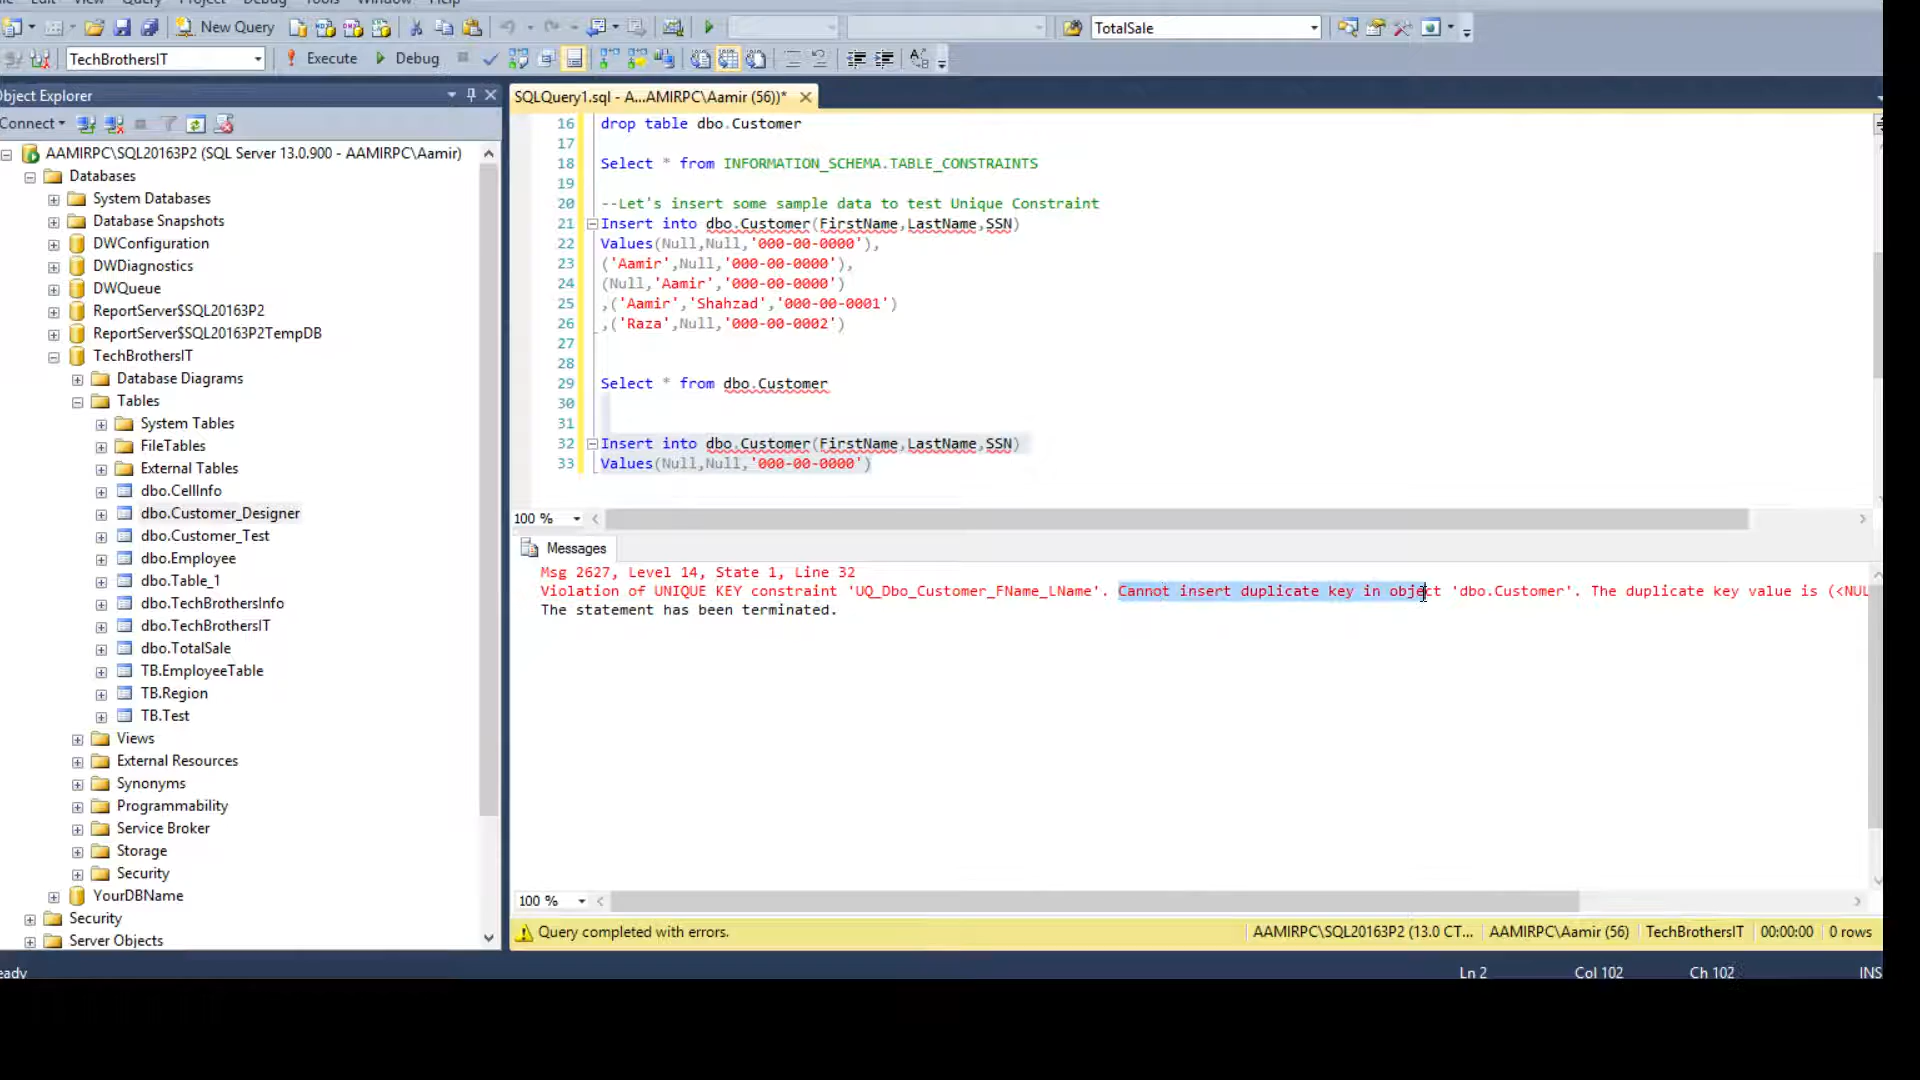 Edit View Query Project Debug Tools Window Help
New Query
TotalSale
TechBrothersIT
Execute
Debug
Object Explorer
SQLQuery1.sql - A...AMIRPC\Aamir (56))*
Connect
AAMIRPC\SQL20163P2 (SQL Server 13.0.900 - AAMIRPC\Aamir)
Databases
System Databases
Database Snapshots
DWConfiguration
DWDiagnostics
DWQueue
ReportServer$SQL20163P2
ReportServer$SQL20163P2TempDB
TechBrothersIT
Database Diagrams
Tables
System Tables
FileTables
External Tables
dbo.CellInfo
dbo.Customer_Designer
dbo.Customer_Test
dbo.Employee
dbo.Table_1
dbo.TechBrothersInfo
dbo.TechBrothersIT
dbo.TotalSale
TB.EmployeeTable
TB.Region
TB.Test
Views
External Resources
Synonyms
Programmability
Service Broker
Storage
Security
YourDBName
Security
Server Objects
16 drop table dbo.Customer
17
18 Select * from INFORMATION_SCHEMA.TABLE_CONSTRAINTS
19
20 --Let's insert some sample data to test Unique Constraint
21 Insert into dbo.Customer(FirstName,LastName,SSN)
22 Values(Null,Null,'000-00-0000'),
23 ('Aamir',Null,'000-00-0000'),
24 (Null,'Aamir','000-00-0000')
25 ,('Aamir','Shahzad','000-00-0001')
26 ,('Raza',Null,'000-00-0002')
27
28
29 Select * from dbo.Customer
30
31
32 Insert into dbo.Customer(FirstName,LastName,SSN)
33 Values(Null,Null,'000-00-0000')
100 %
Messages
Msg 2627, Level 14, State 1, Line 32
Violation of UNIQUE KEY constraint 'UQ_Dbo_Customer_FName_LName'. Cannot insert duplicate key in object 'dbo.Customer'. The duplicate key value is (<NUL
The statement has been terminated.
100 %
Query completed with errors.
AAMIRPC\SQL20163P2 (13.0 CT...
AAMIRPC\Aamir (56)
TechBrothersIT
00:00:00
0 rows
eady
Ln 2
Col 102
Ch 102
INS